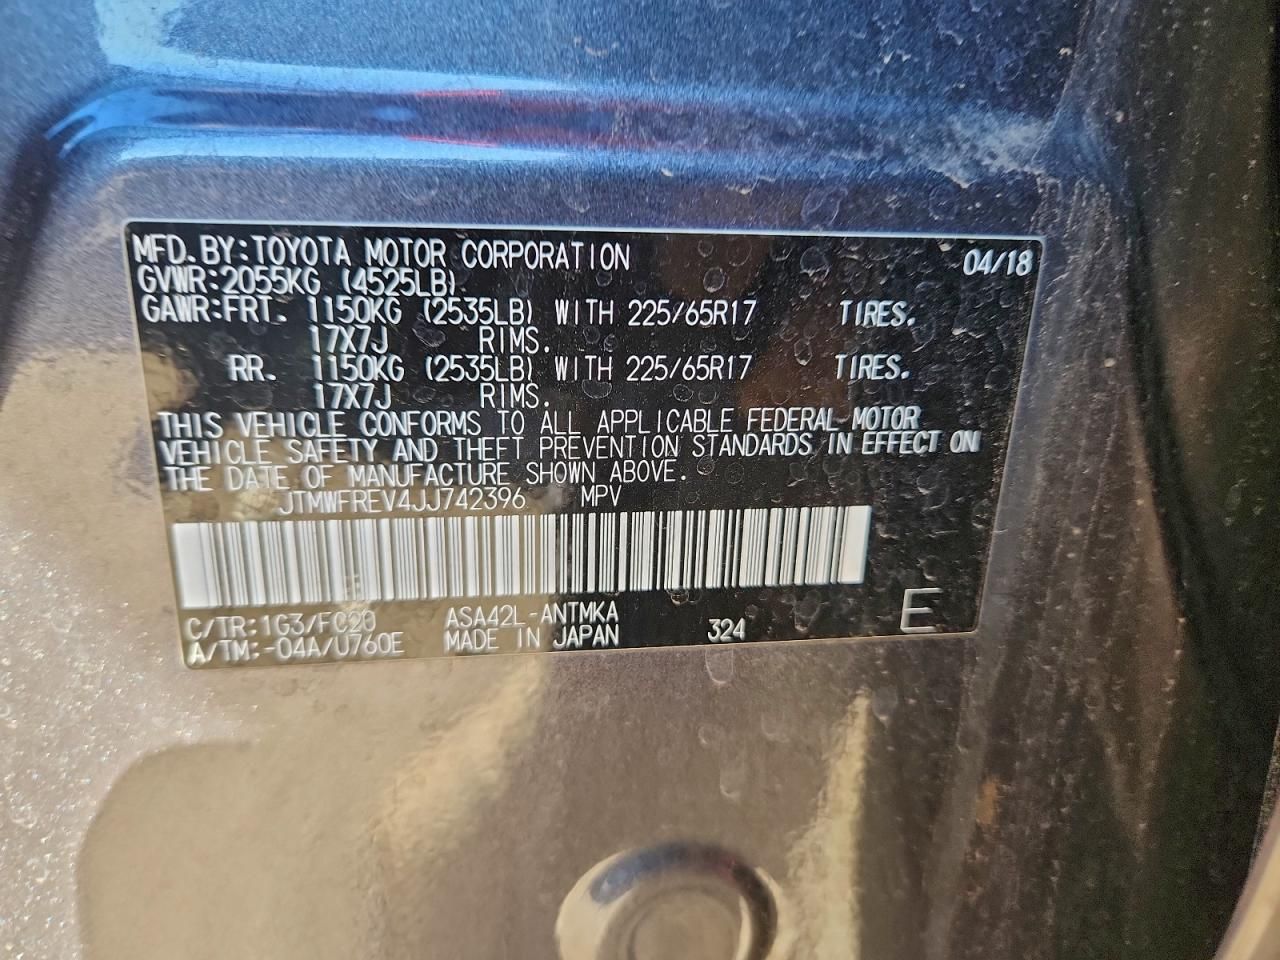 MFD.BY:TOYOTA MOTOR CORPORATION 04/18
GVWR:2055KG (4525LB)
GAWR:FRT. 1150KG (2535LB) WITH 225/65R17 TIRES.
17X7J RIMS.
RR. 1150KG (2535LB) WITH 225/65R17 TIRES.
17X7J RIMS.
THIS VEHICLE CONFORMS TO ALL APPLICABLE FEDERAL MOTOR
VEHICLE SAFETY AND THEFT PREVENTION STANDARDS IN EFFECT ON
THE DATE OF MANUFACTURE SHOWN ABOVE.
JTMWFREV4JJ742396 MPV
C/TR:1G3/FC20 ASA42L-ANTMKA
A/TM:-04A/U760E MADE IN JAPAN 324 E